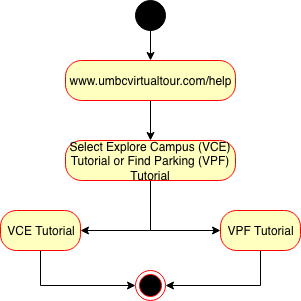 www.umbcvirtualtour.com/help
Select Explore Campus (VCE)
Tutorial or Find Parking (VPF)
Tutorial
VCE Tutorial
VPF Tutorial